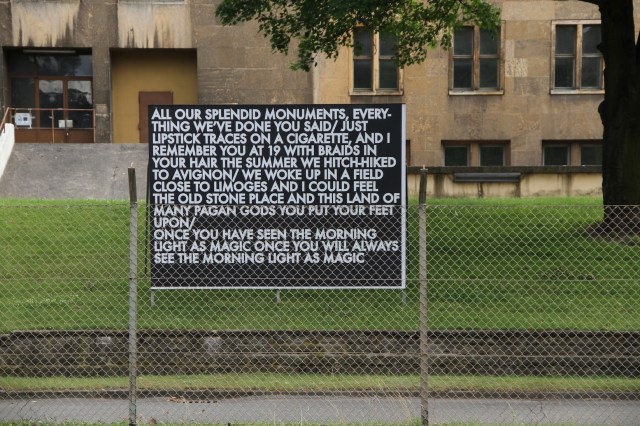 ALL OUR SPLENDID MONUMENTS, EVERY-
THING WE'VE DONE YOU SAID/ JUST
LIPSTICK TRACES ON A CIGARETTE, AND I
REMEMBER YOU AT 19 WITH BRAIDS IN
YOUR HAIR THE SUMMER WE HITCH-HIKED
TO AVIGNON/ WE WOKE UP IN A FIELD
CLOSE TO LIMOGES AND I COULD FEEL
THE OLD STONE PLACE AND THIS LAND OF
MANY PAGAN GODS YOU PUT YOUR FEET
UPON/
ONCE YOU HAVE SEEN THE MORNING
LIGHT AS MAGIC ONCE YOU WILL ALWAYS
SEE THE MORNING LIGHT AS MAGIC